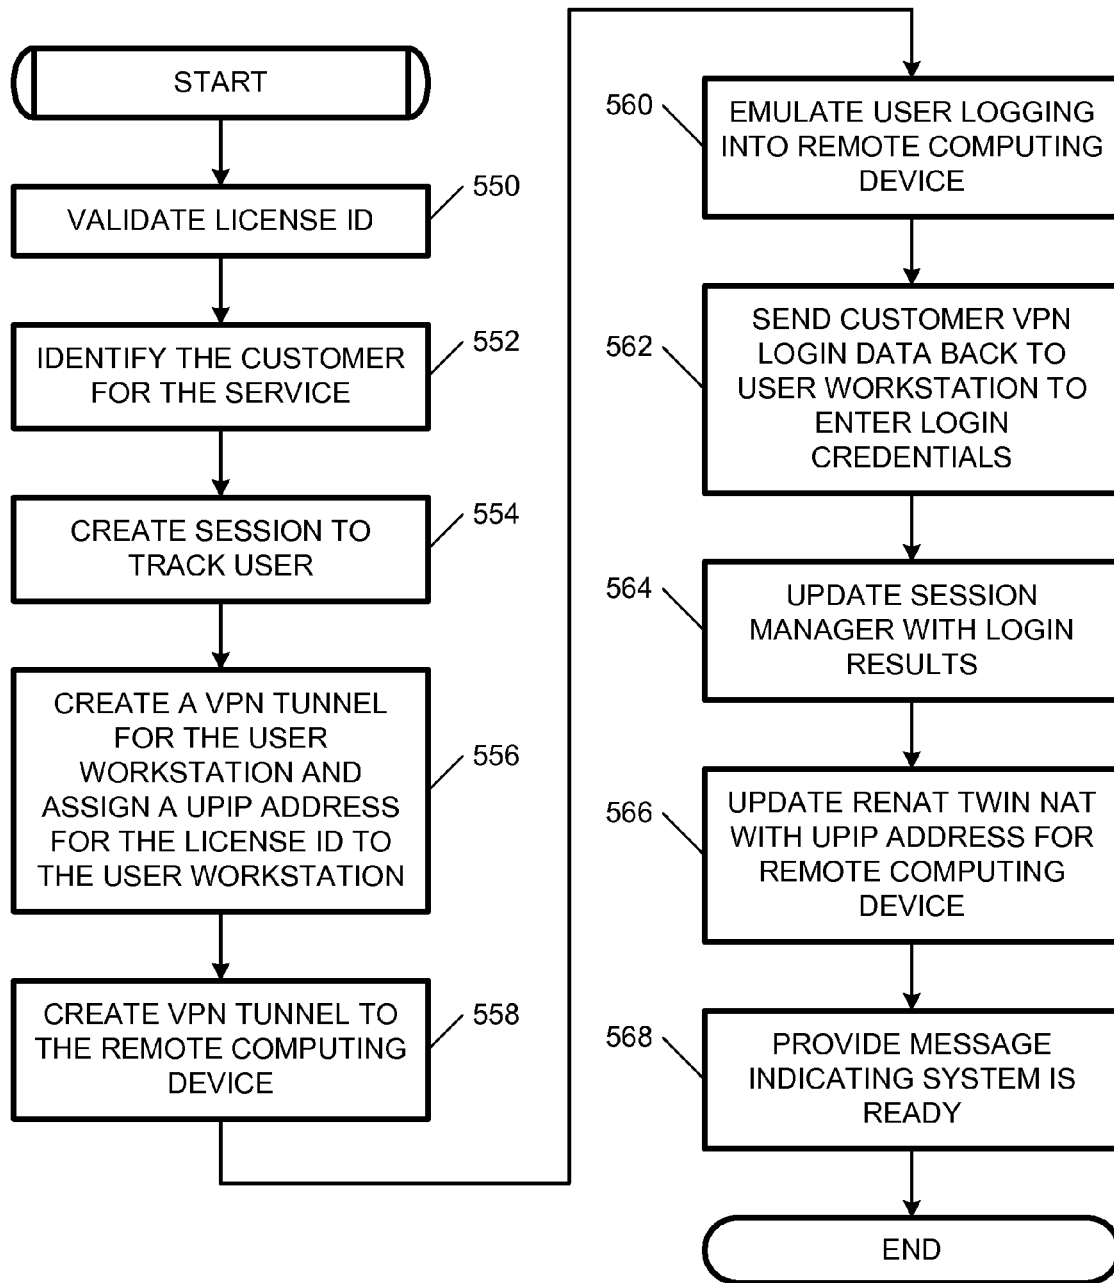 START
550
VALIDATE LICENSE ID
552
IDENTIFY THE CUSTOMER
FOR THE SERVICE
554
CREATE SESSION TO
TRACK USER
556
CREATE A VPN TUNNEL
FOR THE USER
WORKSTATION AND
ASSIGN A UPIP ADDRESS
FOR THE LICENSE ID TO
THE USER WORKSTATION
558
CREATE VPN TUNNEL TO
THE REMOTE COMPUTING
DEVICE
560
EMULATE USER LOGGING
INTO REMOTE COMPUTING
DEVICE
562
SEND CUSTOMER VPN
LOGIN DATA BACK TO
USER WORKSTATION TO
ENTER LOGIN
CREDENTIALS
564
UPDATE SESSION
MANAGER WITH LOGIN
RESULTS
566
UPDATE RENAT TWIN NAT
WITH UPIP ADDRESS FOR
REMOTE COMPUTING
DEVICE
568
PROVIDE MESSAGE
INDICATING SYSTEM IS
READY
END